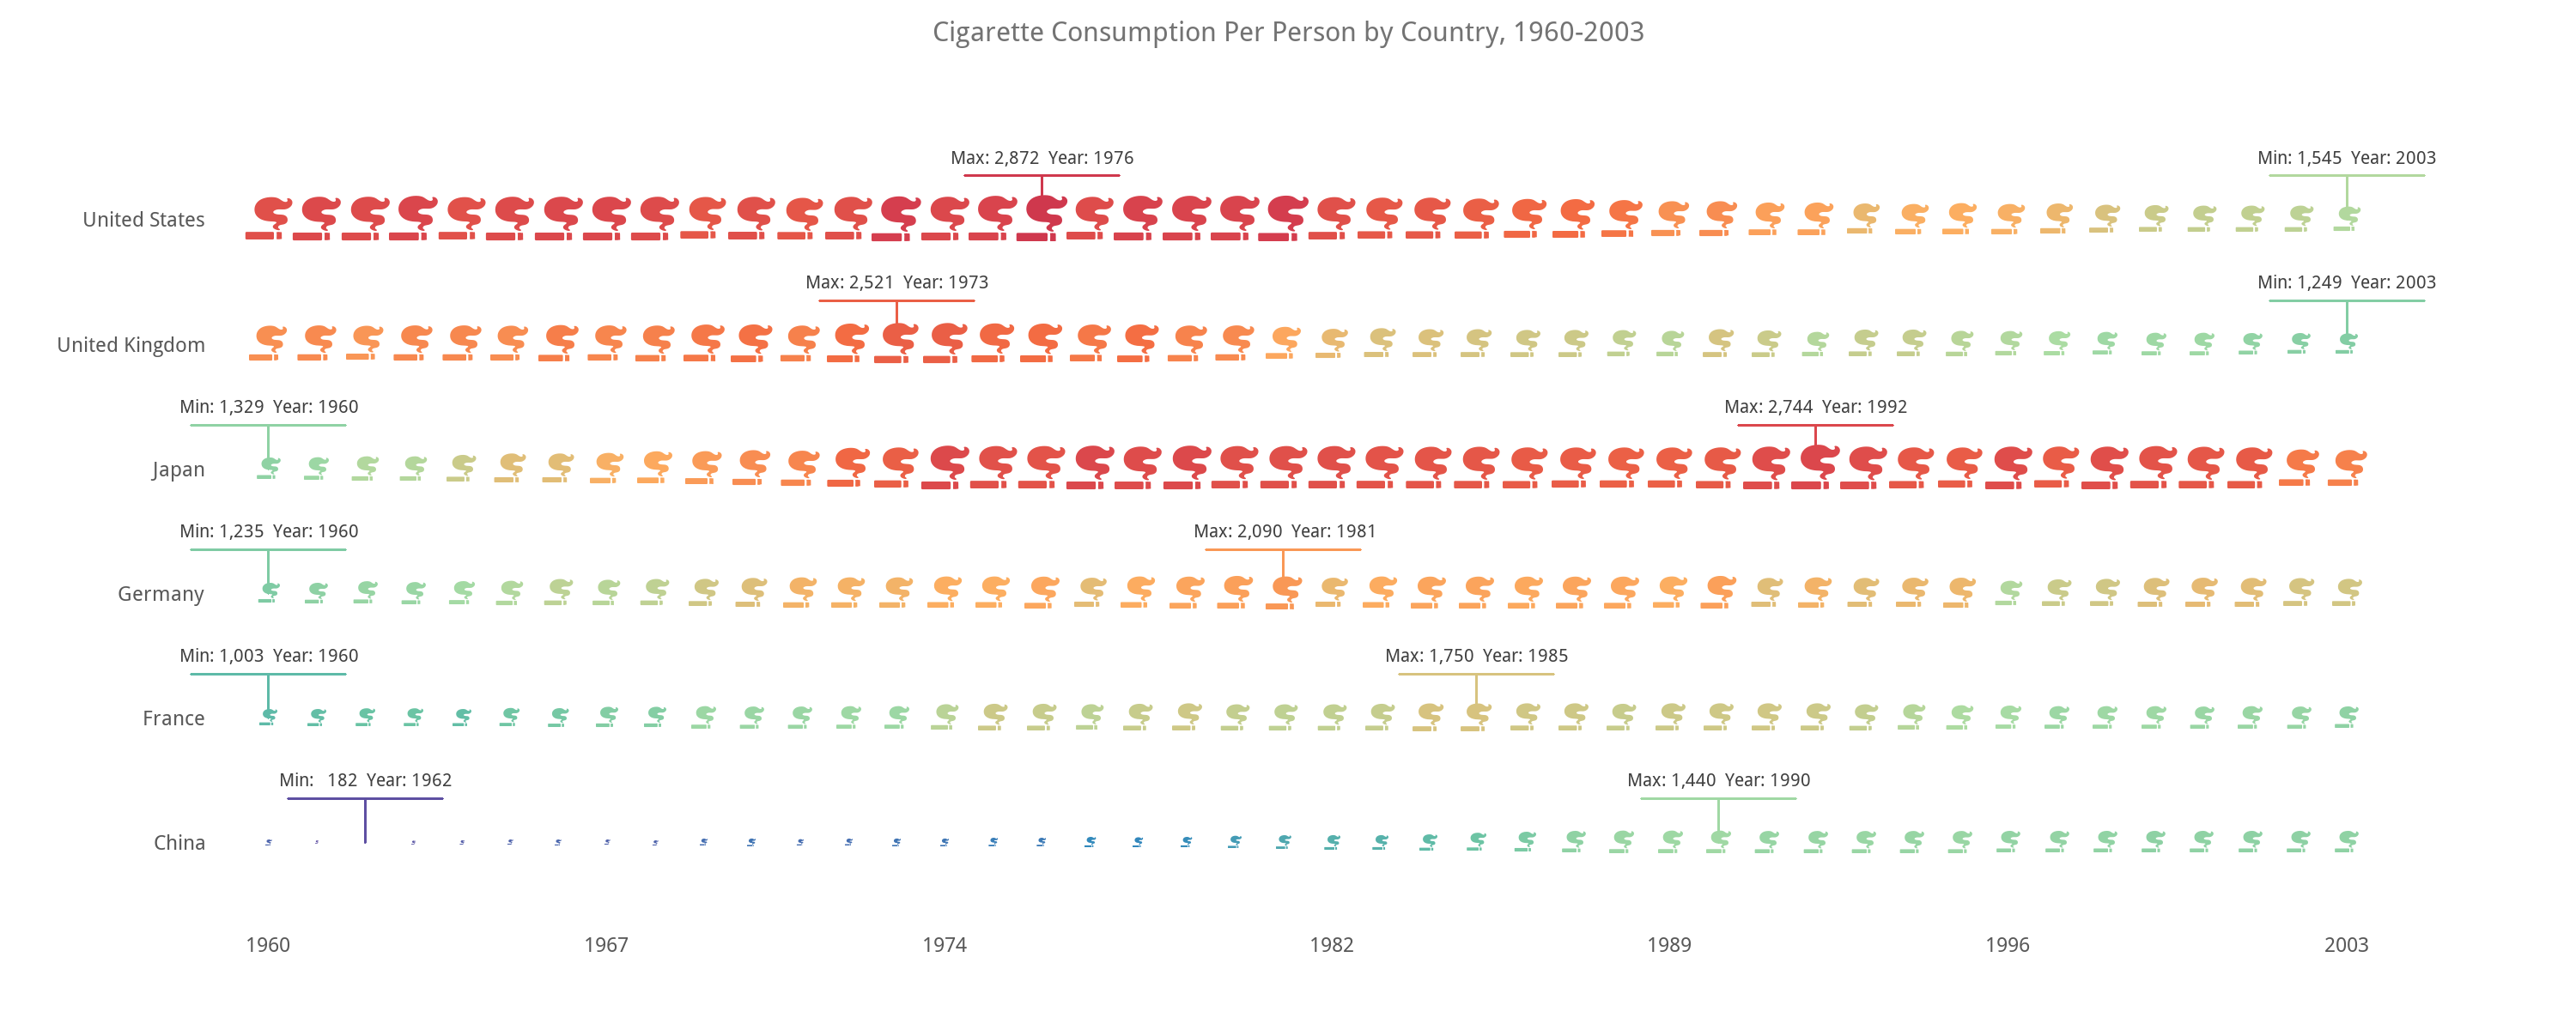 Cigarette Consumption Per Person by Country, 1960-2003
Max: 2,872  Year: 1976
Min: 1,545  Year: 2003
United States
Max: 2,521  Year: 1973
Min: 1,249  Year: 2003
United Kingdom
Min: 1,329  Year: 1960
Max: 2,744  Year: 1992
Japan
Min: 1,235  Year: 1960
Max: 2,090  Year: 1981
Germany
Min: 1,003  Year: 1960
Max: 1,750  Year: 1985
France
Min:   182  Year: 1962
Max: 1,440  Year: 1990
China
1960 1967 1974 1982 1989 1996 2003